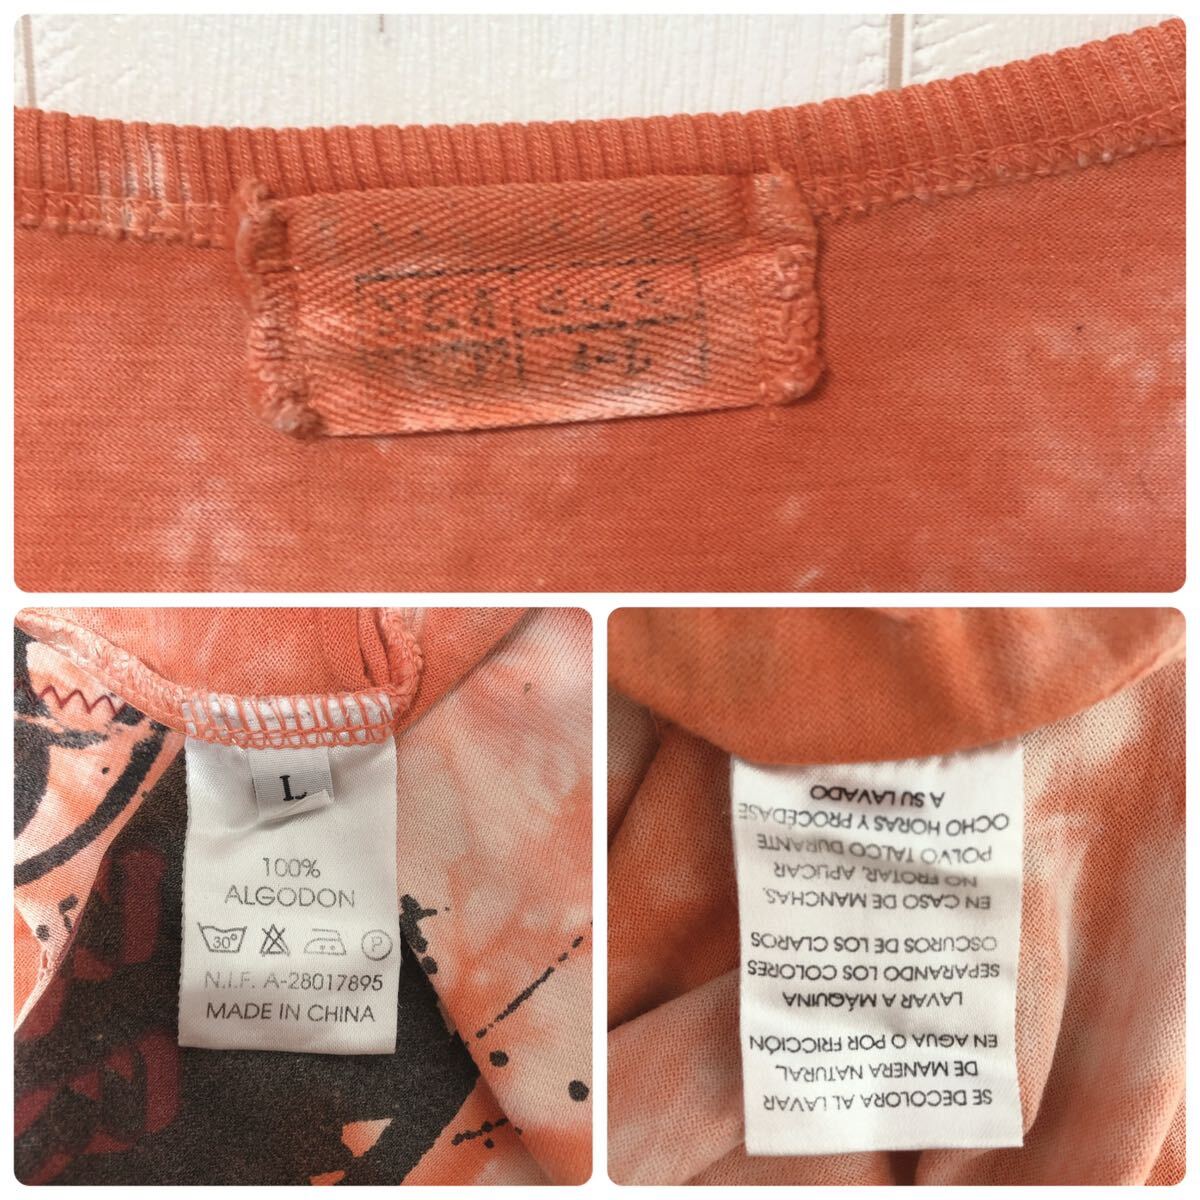 L
100%
ALGODON
30°
P
N.I.F. A-28017895
MADE IN CHINA
SE DECOLORA AL LAVAR
DE MANERA NATURAL
EN AGUA O POR FRICCIÓN
LAVAR A MÁQUINA
SEPARANDO LOS COLORES
OSCUROS DE LOS CLAROS
EN CASO DE MANCHAS,
NO FROTAR, APLICAR
POLVO TALCO DURANTE
OCHO HORAS Y PROCÉDASE
A SU LAVADO